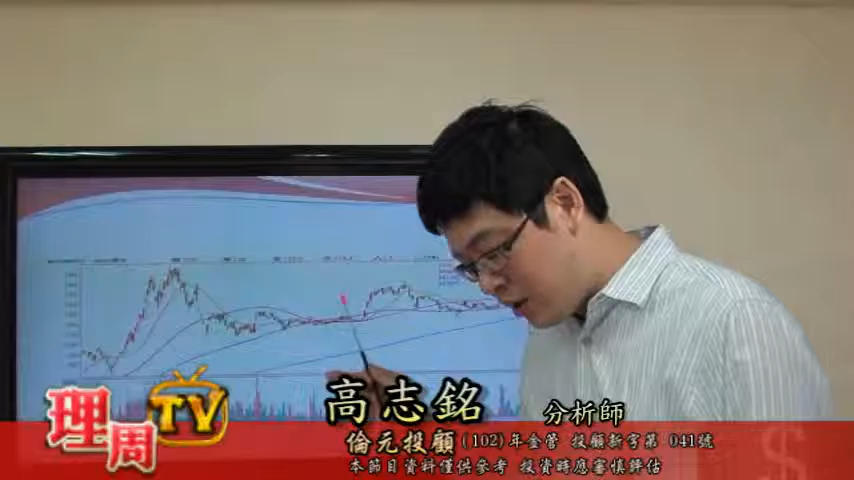 理周TV
高志銘 分析師
倫元投顧 (102)年金管 投顧新字第 041號
本節目資料僅供參考 投資時應審慎評估